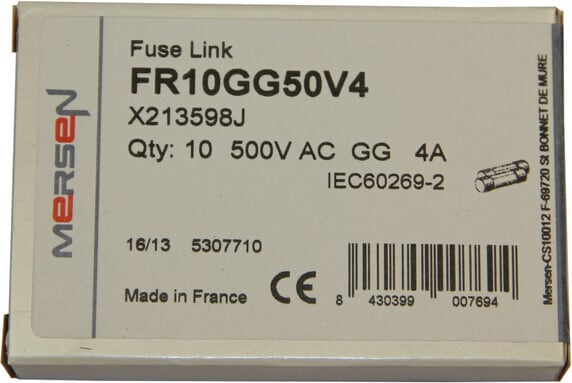 MERSEN
Fuse Link
FR10GG50V4
X213598J
Qty: 10 500V AC GG 4A
IEC60269-2
16/13 5307710
Made in France CE
8 430399 007694
Mersen-CS10012 F-69720 St BONNET DE MURE